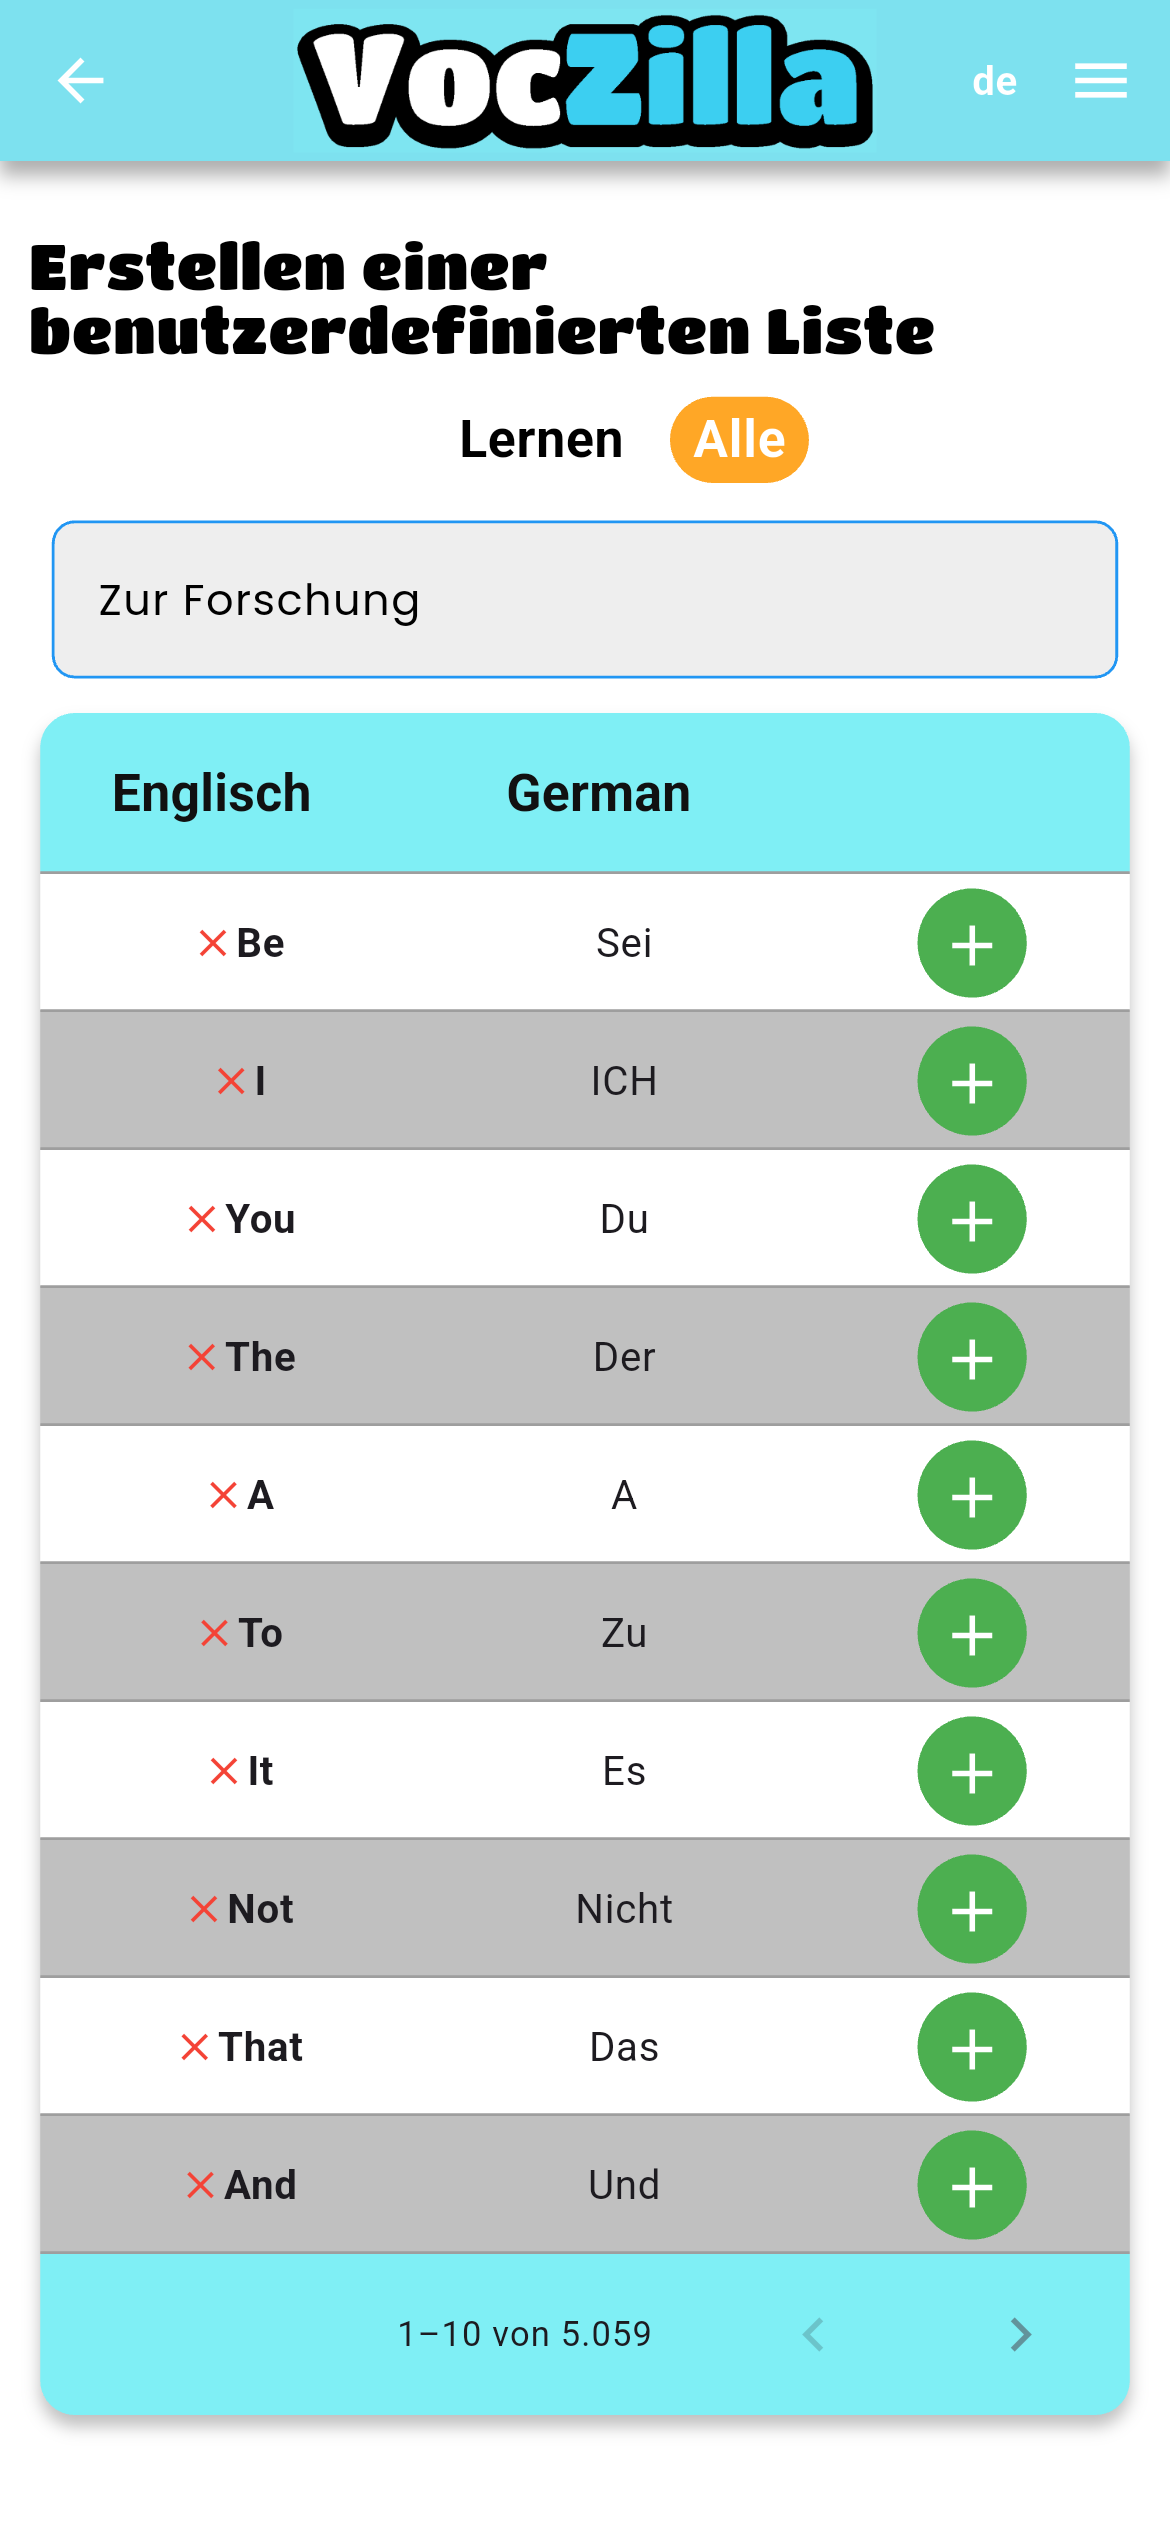 VocZilla
de
Erstellen einer
benutzerdefinierten Liste
Lernen Alle
Zur Forschung
Englisch German
Be Sei
I ICH
You Du
The Der
A A
To Zu
It Es
Not Nicht
That Das
And Und
1–10 von 5.059